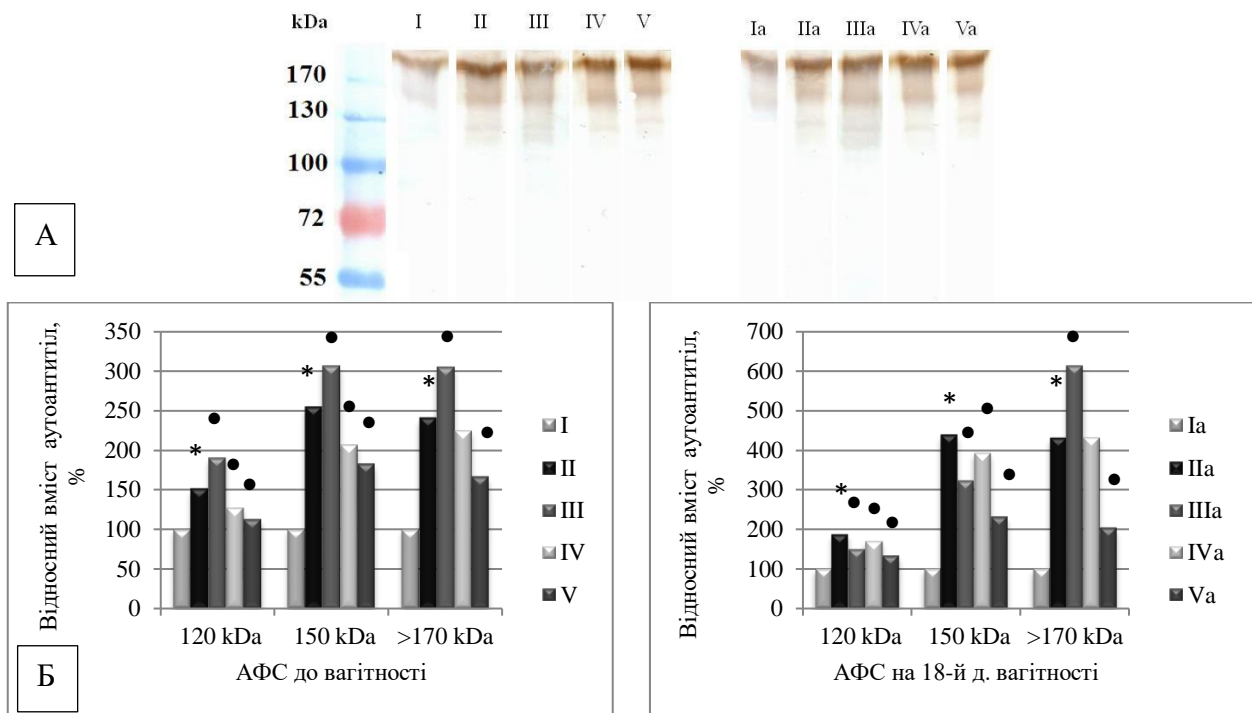 kDa I II III IV V Ia IIa IIIa IVa Va
170
130
100
72
55
А
Відносний вміст аутоантитіл, %
350
300
250
200
150
100
50
0
* ● ● ●
* ● ● ●
* ● ●
120 kDa 150 kDa >170 kDa
АФС до вагітності
I
II
III
IV
V
Б
Відносний вміст аутоантитіл, %
700
600
500
400
300
200
100
0
* ● ● ●
* ● ● ●
* ● ●
120 kDa 150 kDa >170 kDa
АФС на 18-й д. вагітності
Ia
IIa
IIIa
IVa
Va